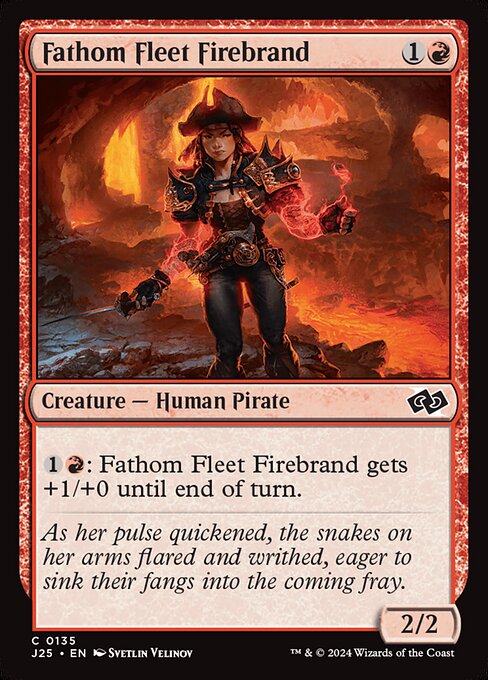 Fathom Fleet Firebrand 1
Creature — Human Pirate
1: Fathom Fleet Firebrand gets
+1/+0 until end of turn.
As her pulse quickened, the snakes on
her arms flared and writhed, eager to
sink their fangs into the coming fray.
2/2
C 0135
J25 • EN Svetlin Velinov
™ & © 2024 Wizards of the Coast